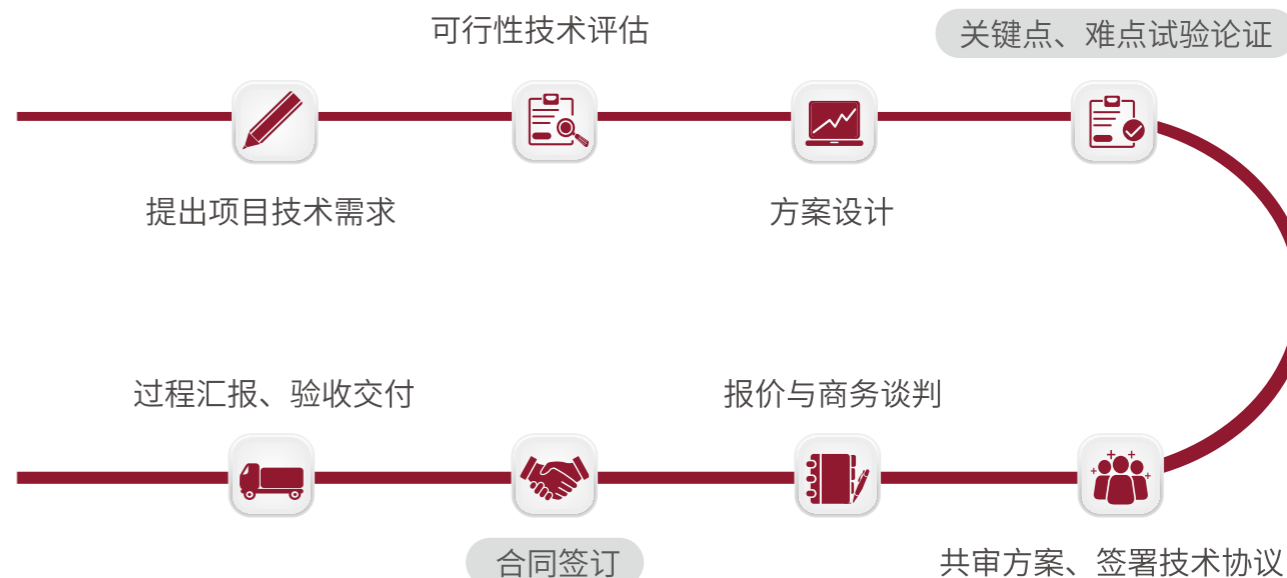 可行性技术评估
关键点、难点试验论证
提出项目技术需求
方案设计
过程汇报、验收交付
报价与商务谈判
合同签订
共审方案、签署技术协议